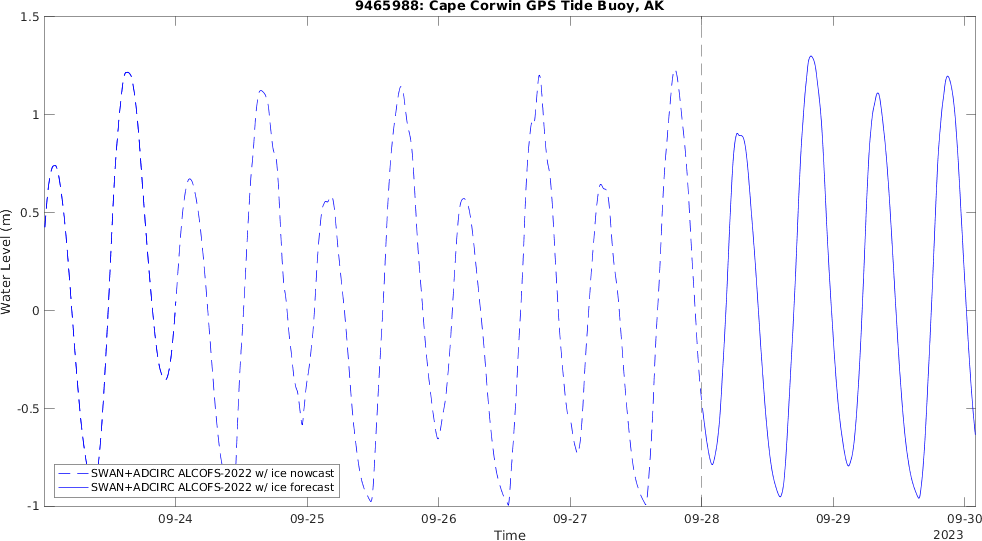 9465988: Cape Corwin GPS Tide Buoy, AK
Water Level (m)
1.5
1
0.5
0
-0.5
-1
SWAN+ADCIRC ALCOFS-2022 w/ ice nowcast
SWAN+ADCIRC ALCOFS-2022 w/ ice forecast
09-24 09-25 09-26 09-27 09-28 09-29 09-30
Time
2023